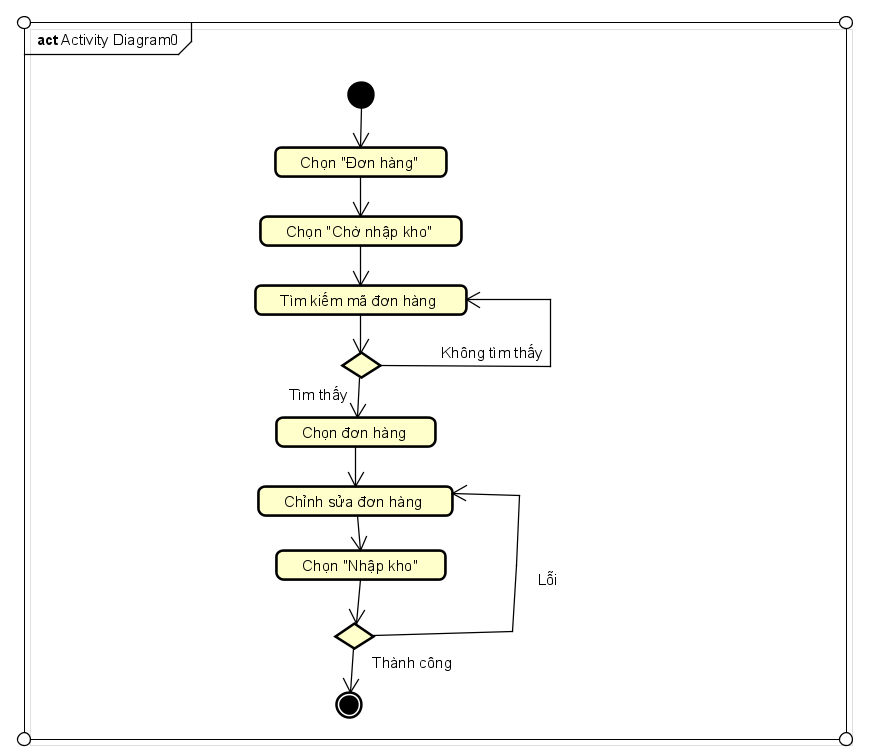 act Activity Diagram0
Chọn "Đơn hàng"
Chọn "Chờ nhập kho"
Tìm kiếm mã đơn hàng
Không tìm thấy
Tìm thấy
Chọn đơn hàng
Chỉnh sửa đơn hàng
Chọn "Nhập kho"
Lỗi
Thành công